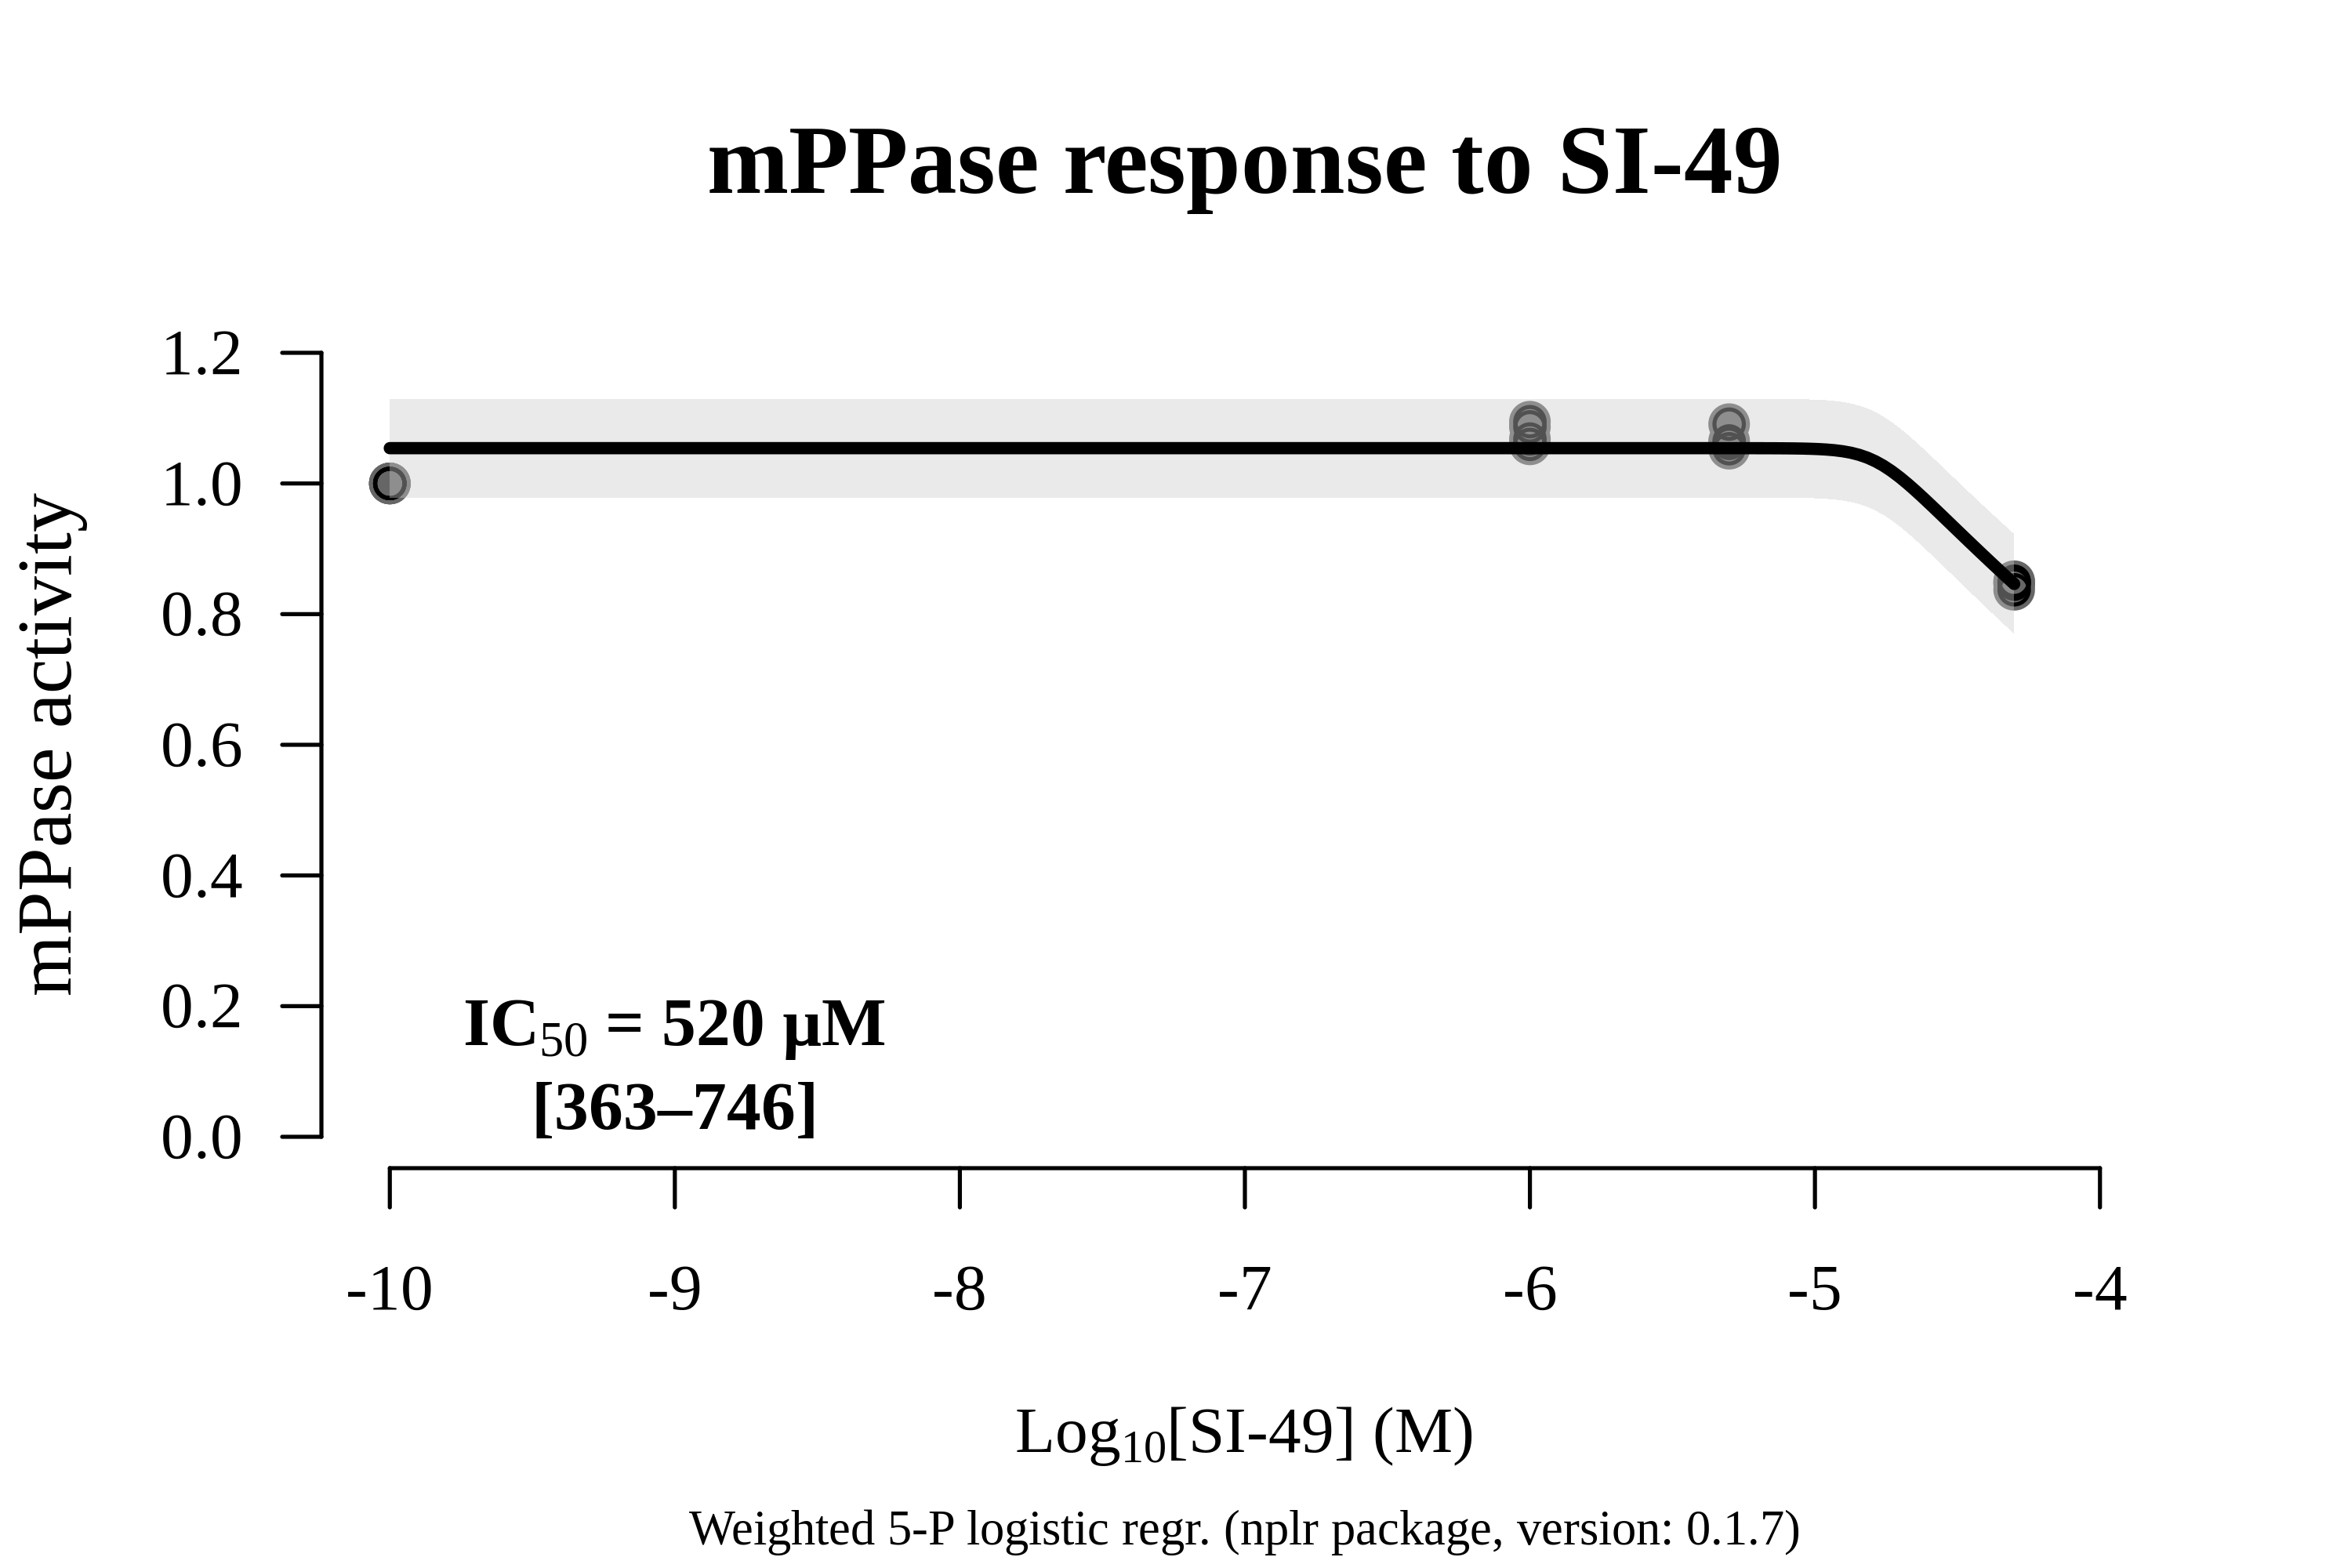 mPPase response to SI-49
mPPase activity
1.2
1.0
0.8
0.6
0.4
0.2
0.0
IC50 = 520 µM
[363–746]
-10 -9 -8 -7 -6 -5 -4
Log10[SI-49] (M)
Weighted 5-P logistic regr. (nplr package, version: 0.1.7)